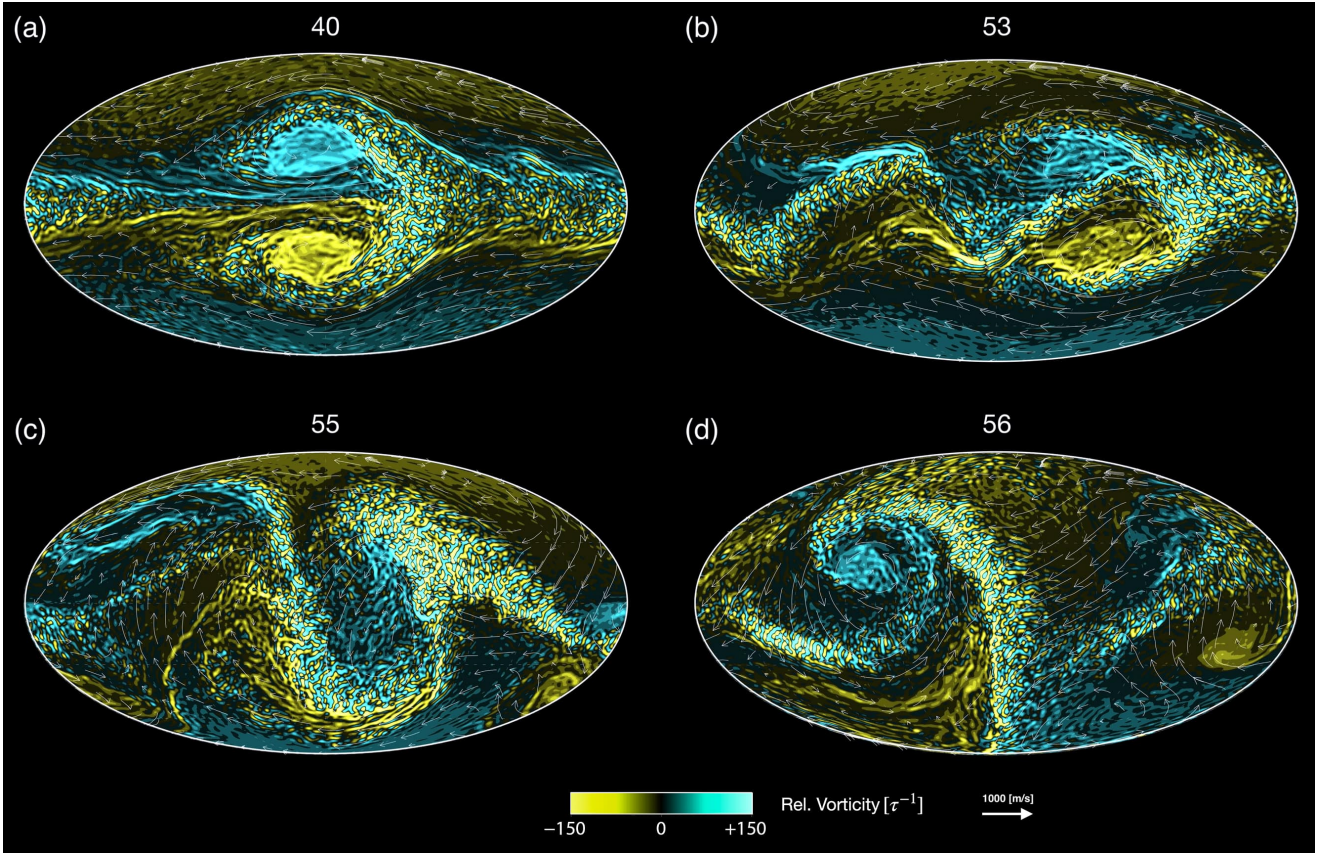 (a) 40
(b) 53
(c) 55
(d) 56
Rel. Vorticity [τ⁻¹]
1000 [m/s]
−150 0 +150